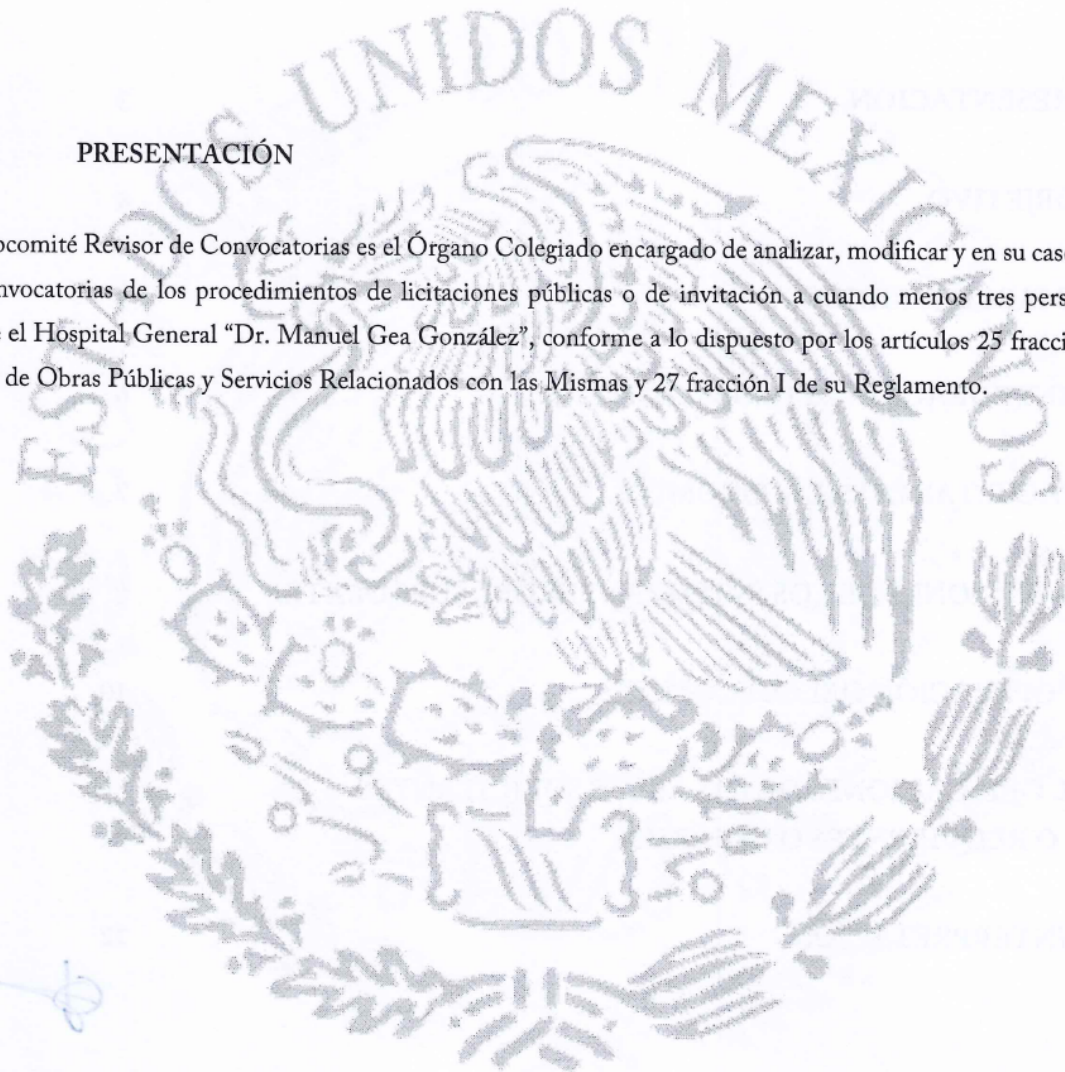 ESTADOS UNIDOS MEXICANOS
PRESENTACIÓN
comité Revisor de Convocatorias es el Órgano Colegiado encargado de analizar, modificar y en su cas
nvocatorias de los procedimientos de licitaciones públicas o de invitación a cuando menos tres pers
e el Hospital General “Dr. Manuel Gea González”, conforme a lo dispuesto por los artículos 25 fracci
de Obras Públicas y Servicios Relacionados con las Mismas y 27 fracción I de su Reglamento.